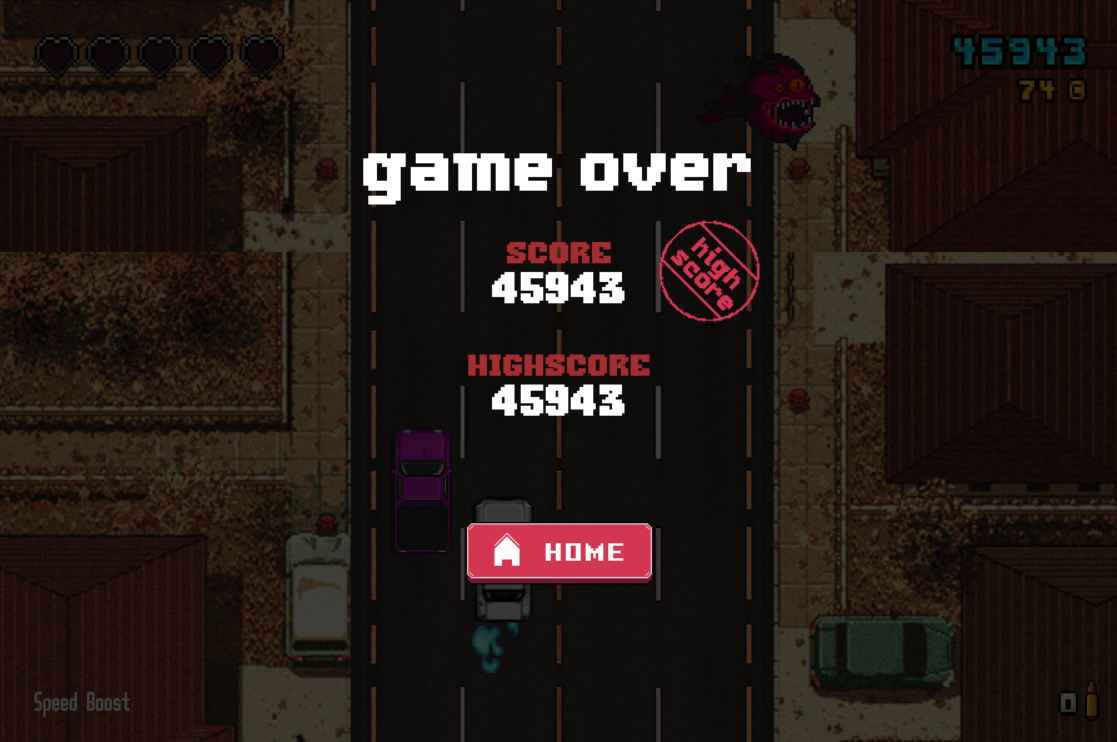 45943
74 C
game over
SCORE
45943
high
score
HIGHSCORE
45943
HOME
Speed Boost
0